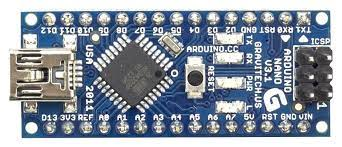 D12 D11 D10 D9 D8 D7 D6 D5 D4 D3 D2 GND RST RX0 TX1
ARDUINO.CC
USA
2011
RESET
TX
RX
PWR
L
GRAVITECH.US
ARDUINO
NANO
V3.1
G
ICSP
1
D13 3V3 REF A0 A1 A2 A3 A4 A5 A6 A7 5V RST GND VIN